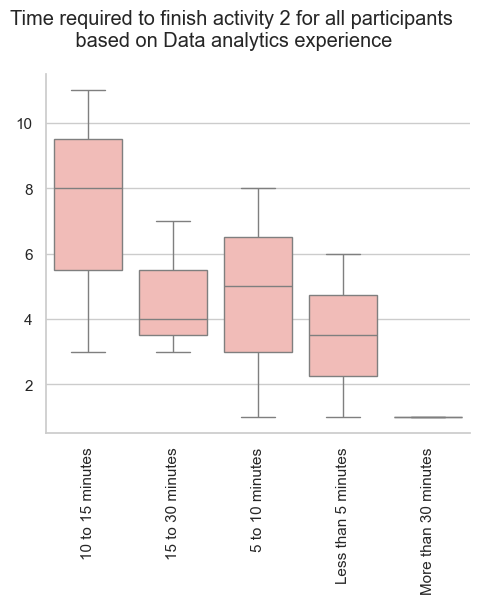 Time required to finish activity 2 for all participants
based on Data analytics experience
10
8
6
4
2
10 to 15 minutes
15 to 30 minutes
5 to 10 minutes
Less than 5 minutes
More than 30 minutes